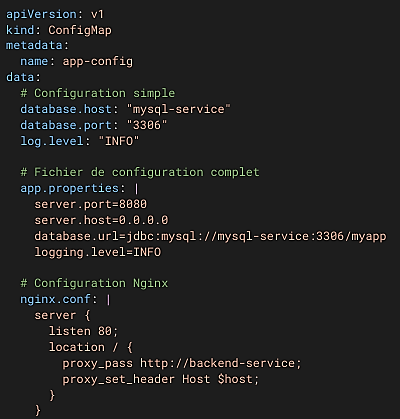 apiVersion: v1
kind: ConfigMap
metadata:
  name: app-config
data:
  # Configuration simple
  database.host: "mysql-service"
  database.port: "3306"
  log.level: "INFO"

  # Fichier de configuration complet
  app.properties: |
    server.port=8080
    server.host=0.0.0.0
    database.url=jdbc:mysql://mysql-service:3306/myapp
    logging.level=INFO

  # Configuration Nginx
  nginx.conf: |
    server {
      listen 80;
      location / {
        proxy_pass http://backend-service;
        proxy_set_header Host $host;
      }
    }